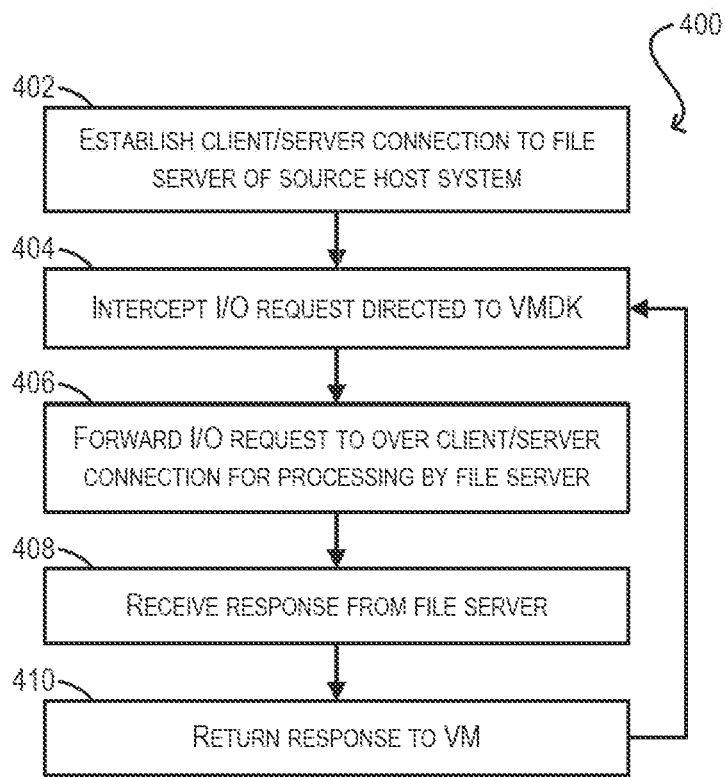 400
402
ESTABLISH CLIENT/SERVER CONNECTION TO FILE
SERVER OF SOURCE HOST SYSTEM
404
INTERCEPT I/O REQUEST DIRECTED TO VMDK
406
FORWARD I/O REQUEST TO OVER CLIENT/SERVER
CONNECTION FOR PROCESSING BY FILE SERVER
408
RECEIVE RESPONSE FROM FILE SERVER
410
RETURN RESPONSE TO VM